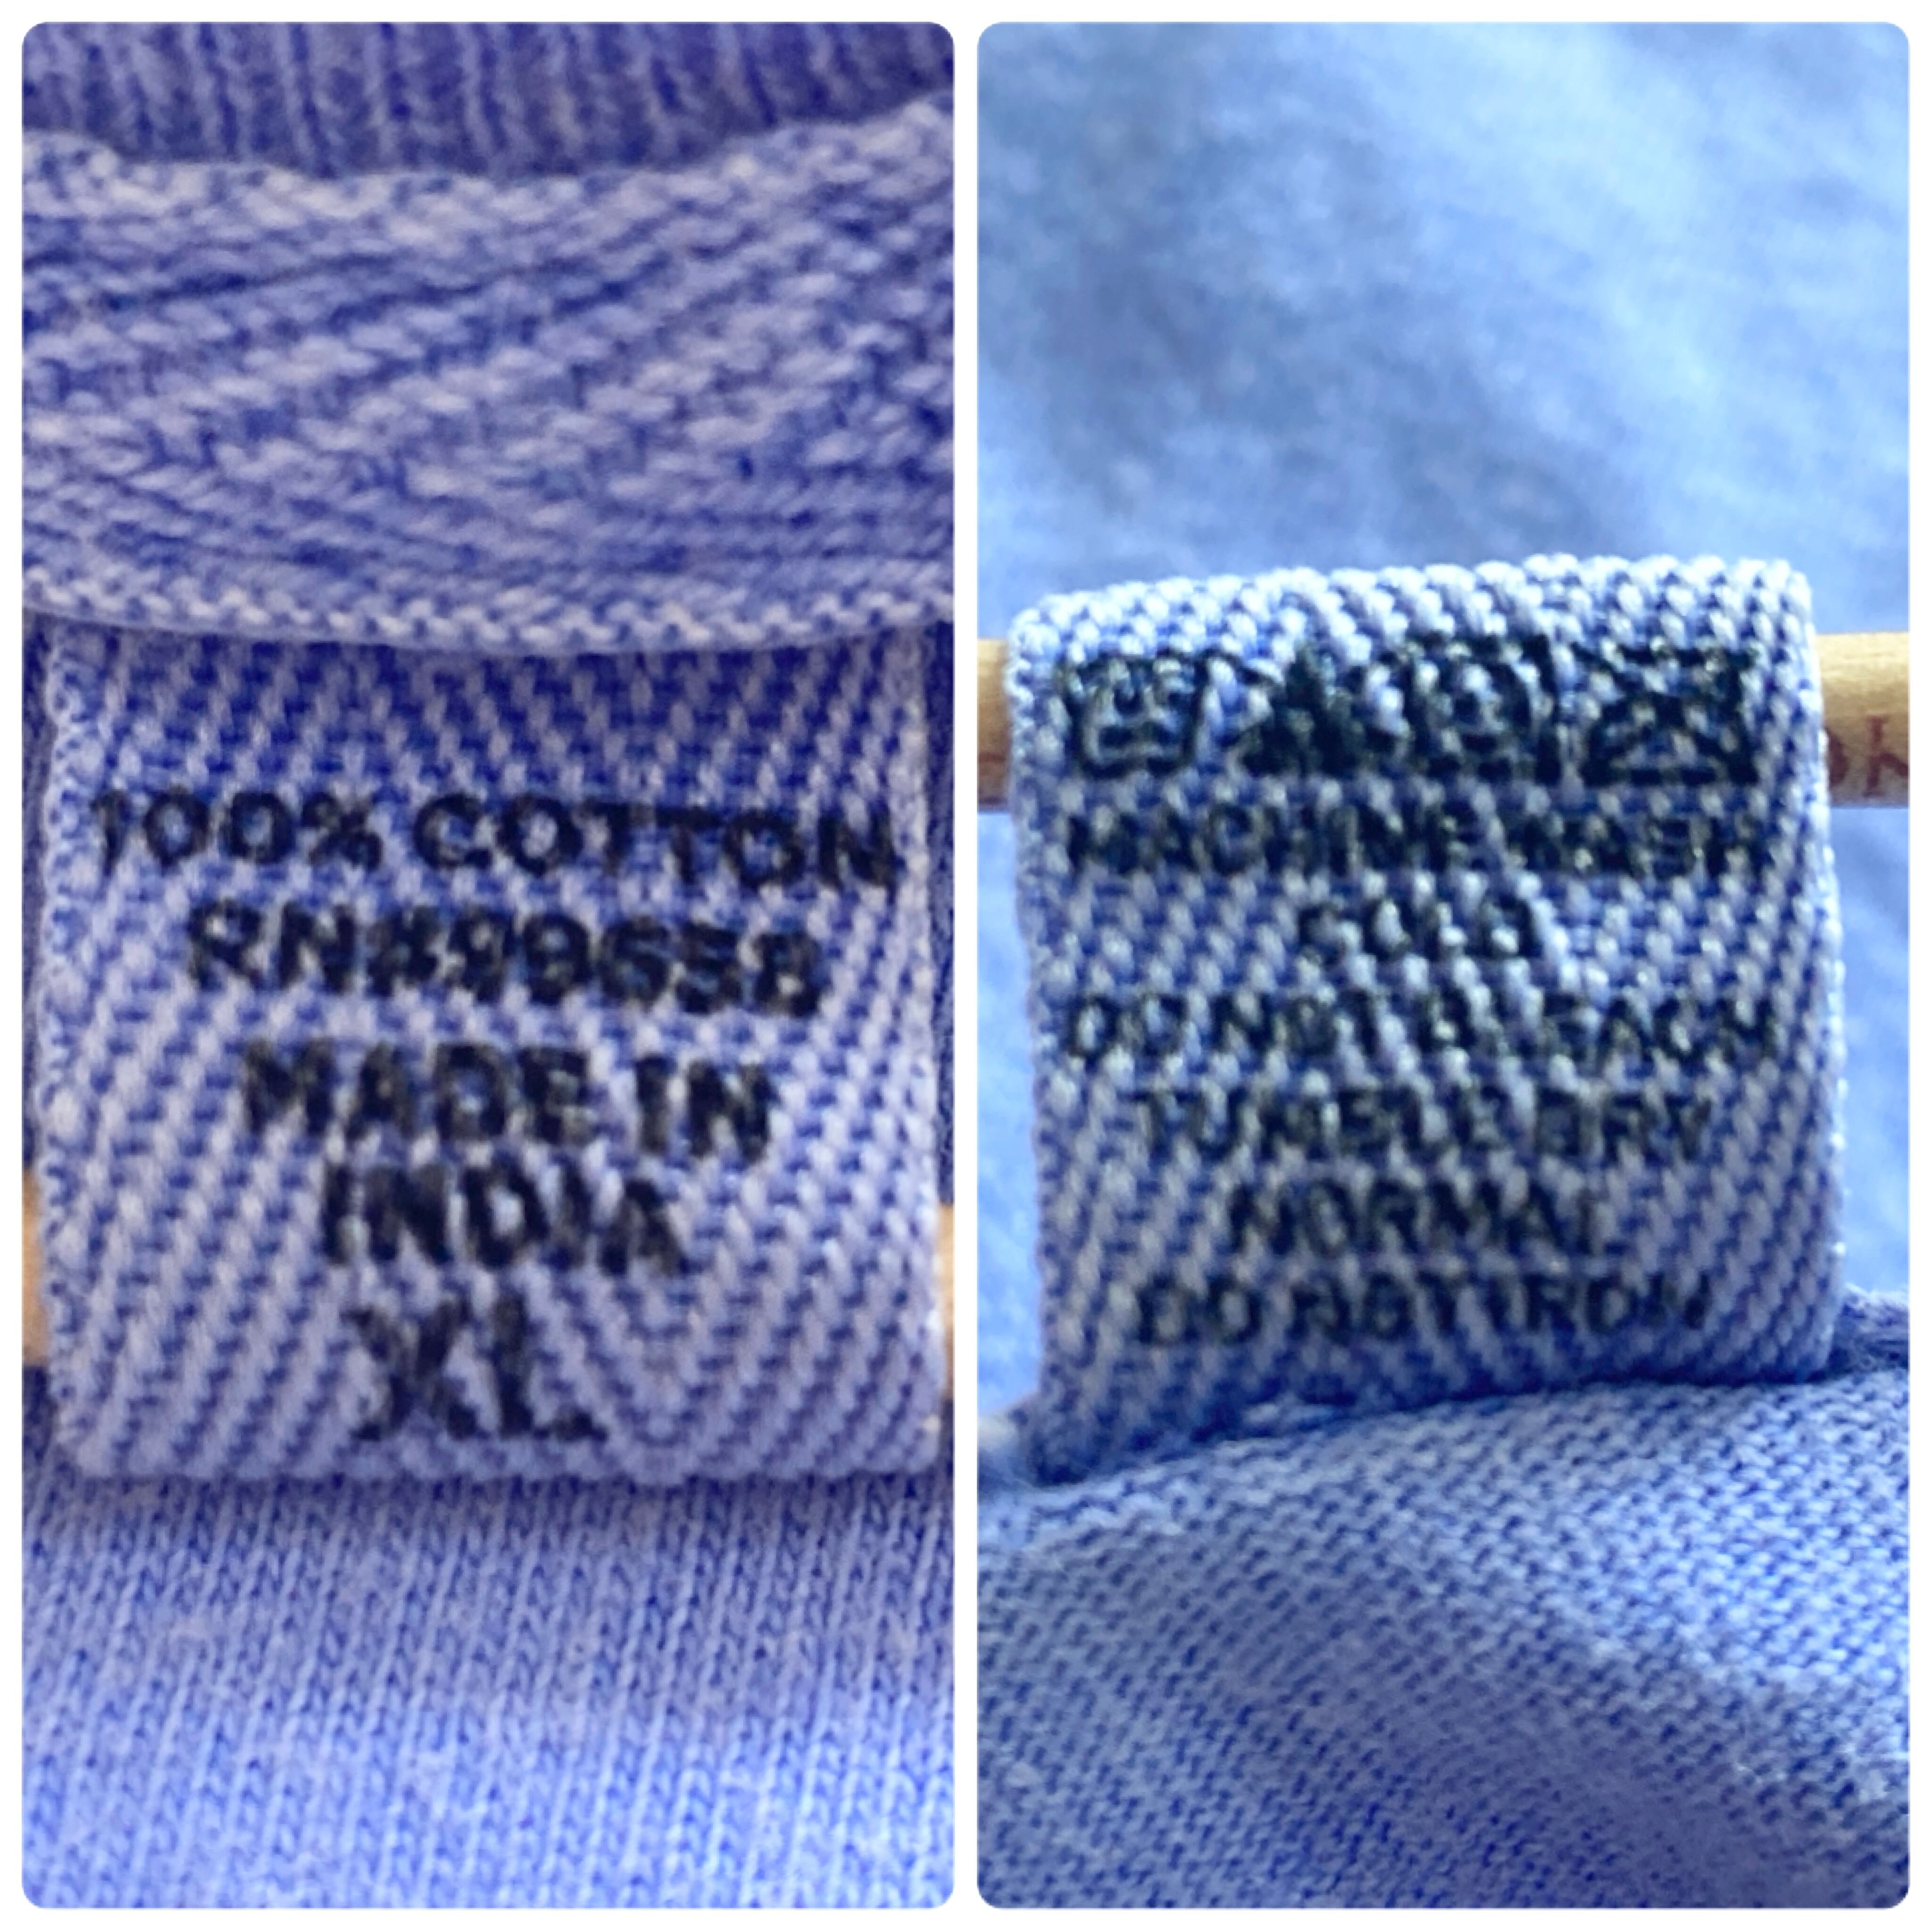 100% COTTON
RN#99658
MADE IN
INDIA
XL
MACHINE WASH
COLD
DO NOT BLEACH
TUMBLE DRY
NORMAL
DO NOT IRON